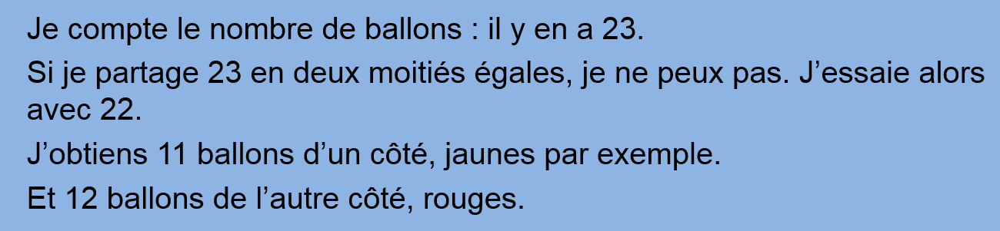 Je compte le nombre de ballons : il y en a 23.
Si je partage 23 en deux moitiés égales, je ne peux pas. J’essaie alors
avec 22.
J’obtiens 11 ballons d’un côté, jaunes par exemple.
Et 12 ballons de l’autre côté, rouges.